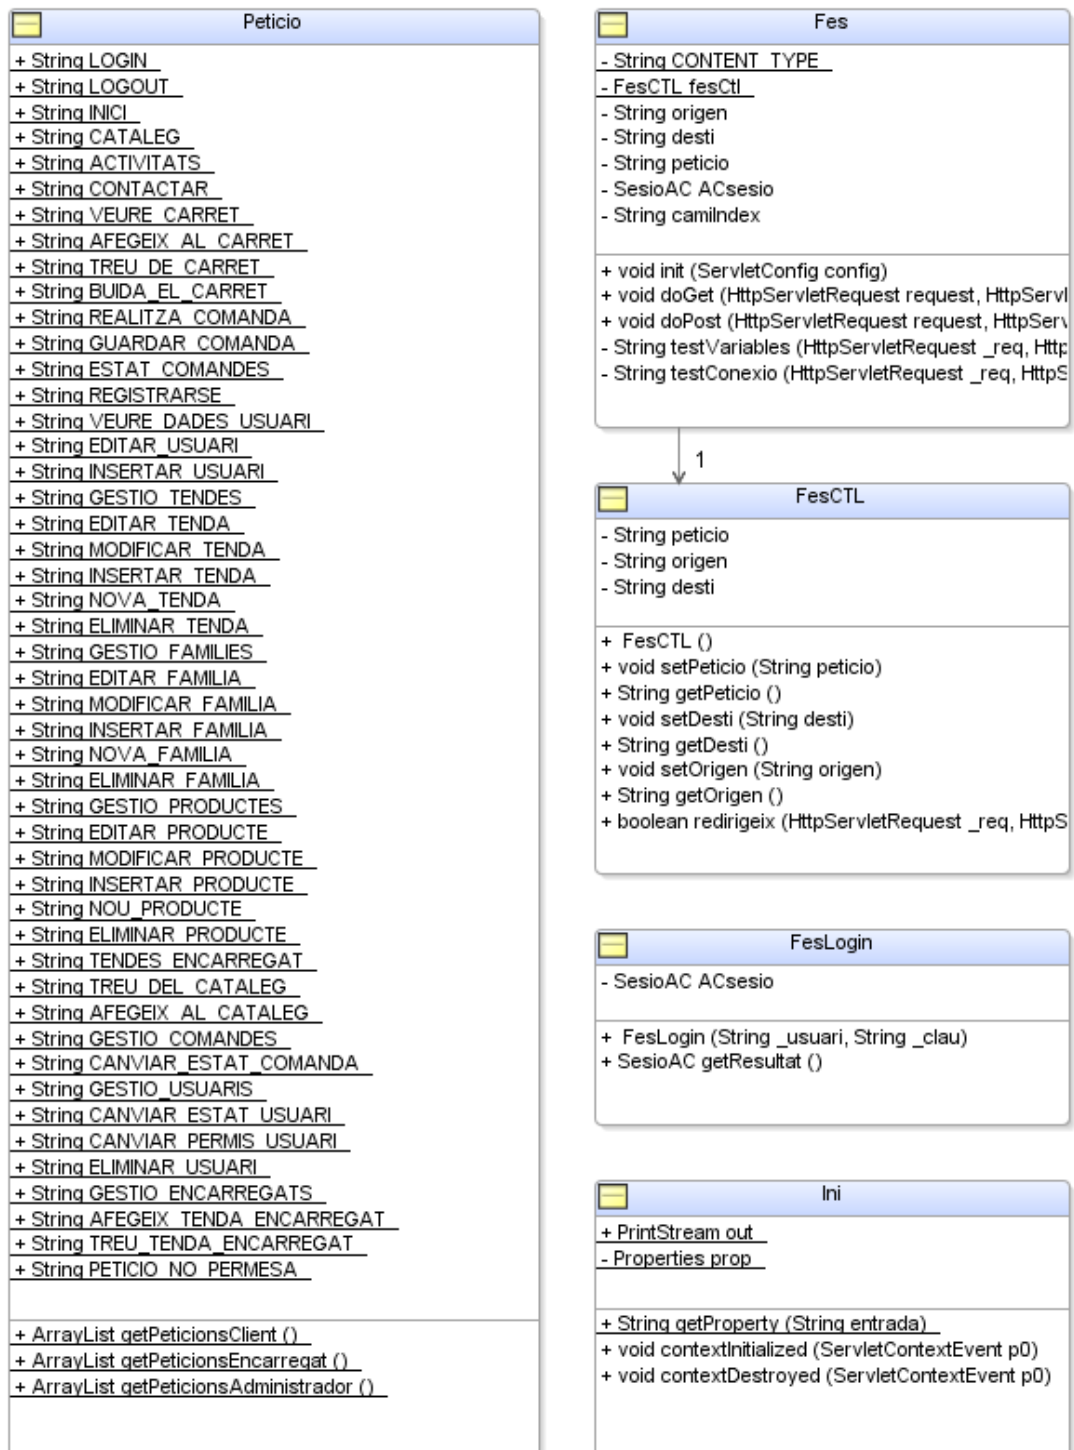 Peticio
+ String LOGIN
+ String LOGOUT
+ String INICI
+ String CATALEG
+ String ACTIVITATS
+ String CONTACTAR
+ String VEURE_CARRET
+ String AFEGEIX_AL_CARRET
+ String TREU_DE_CARRET
+ String BUIDA_EL_CARRET
+ String REALITZA_COMANDA
+ String GUARDAR_COMANDA
+ String ESTAT_COMANDES
+ String REGISTRARSE
+ String VEURE_DADES_USUARI
+ String EDITAR_USUARI
+ String INSERTAR_USUARI
+ String GESTIO_TENDES
+ String EDITAR_TENDA
+ String MODIFICAR_TENDA
+ String INSERTAR_TENDA
+ String NOVA_TENDA
+ String ELIMINAR_TENDA
+ String GESTIO_FAMILIES
+ String EDITAR_FAMILIA
+ String MODIFICAR_FAMILIA
+ String INSERTAR_FAMILIA
+ String NOVA_FAMILIA
+ String ELIMINAR_FAMILIA
+ String GESTIO_PRODUCTES
+ String EDITAR_PRODUCTE
+ String MODIFICAR_PRODUCTE
+ String INSERTAR_PRODUCTE
+ String NOU_PRODUCTE
+ String ELIMINAR_PRODUCTE
+ String TENDES_ENCARREGAT
+ String TREU_DEL_CATALEG
+ String AFEGEIX_AL_CATALEG
+ String GESTIO_COMANDES
+ String CANVIAR_ESTAT_COMANDA
+ String GESTIO_USUARIS
+ String CANVIAR_ESTAT_USUARI
+ String CANVIAR_PERMIS_USUARI
+ String ELIMINAR_USUARI
+ String GESTIO_ENCARREGATS
+ String AFEGEIX_TENDA_ENCARREGAT
+ String TREU_TENDA_ENCARREGAT
+ String PETICIO_NO_PERMESA
+ ArrayList getPeticionsClient ()
+ ArrayList getPeticionsEncarregat ()
+ ArrayList getPeticionsAdministrador ()
Fes
- String CONTENT_TYPE
- FesCTL fesCtl
- String origen
- String desti
- String peticio
- SesioAC ACsesio
- String camiIndex
+ void init (ServletConfig config)
+ void doGet (HttpServletRequest request, HttpServl
+ void doPost (HttpServletRequest request, HttpServ
- String testVariables (HttpServletRequest _req, Http
- String testConexio (HttpServletRequest _req, HttpS
1
FesCTL
- String peticio
- String origen
- String desti
+ FesCTL ()
+ void setPeticio (String peticio)
+ String getPeticio ()
+ void setDesti (String desti)
+ String getDesti ()
+ void setOrigen (String origen)
+ String getOrigen ()
+ boolean redirigeix (HttpServletRequest _req, HttpS
FesLogin
- SesioAC ACsesio
+ FesLogin (String _usuari, String _clau)
+ SesioAC getResultat ()
Ini
+ PrintStream out
- Properties prop
+ String getProperty (String entrada)
+ void contextInitialized (ServletContextEvent p0)
+ void contextDestroyed (ServletContextEvent p0)